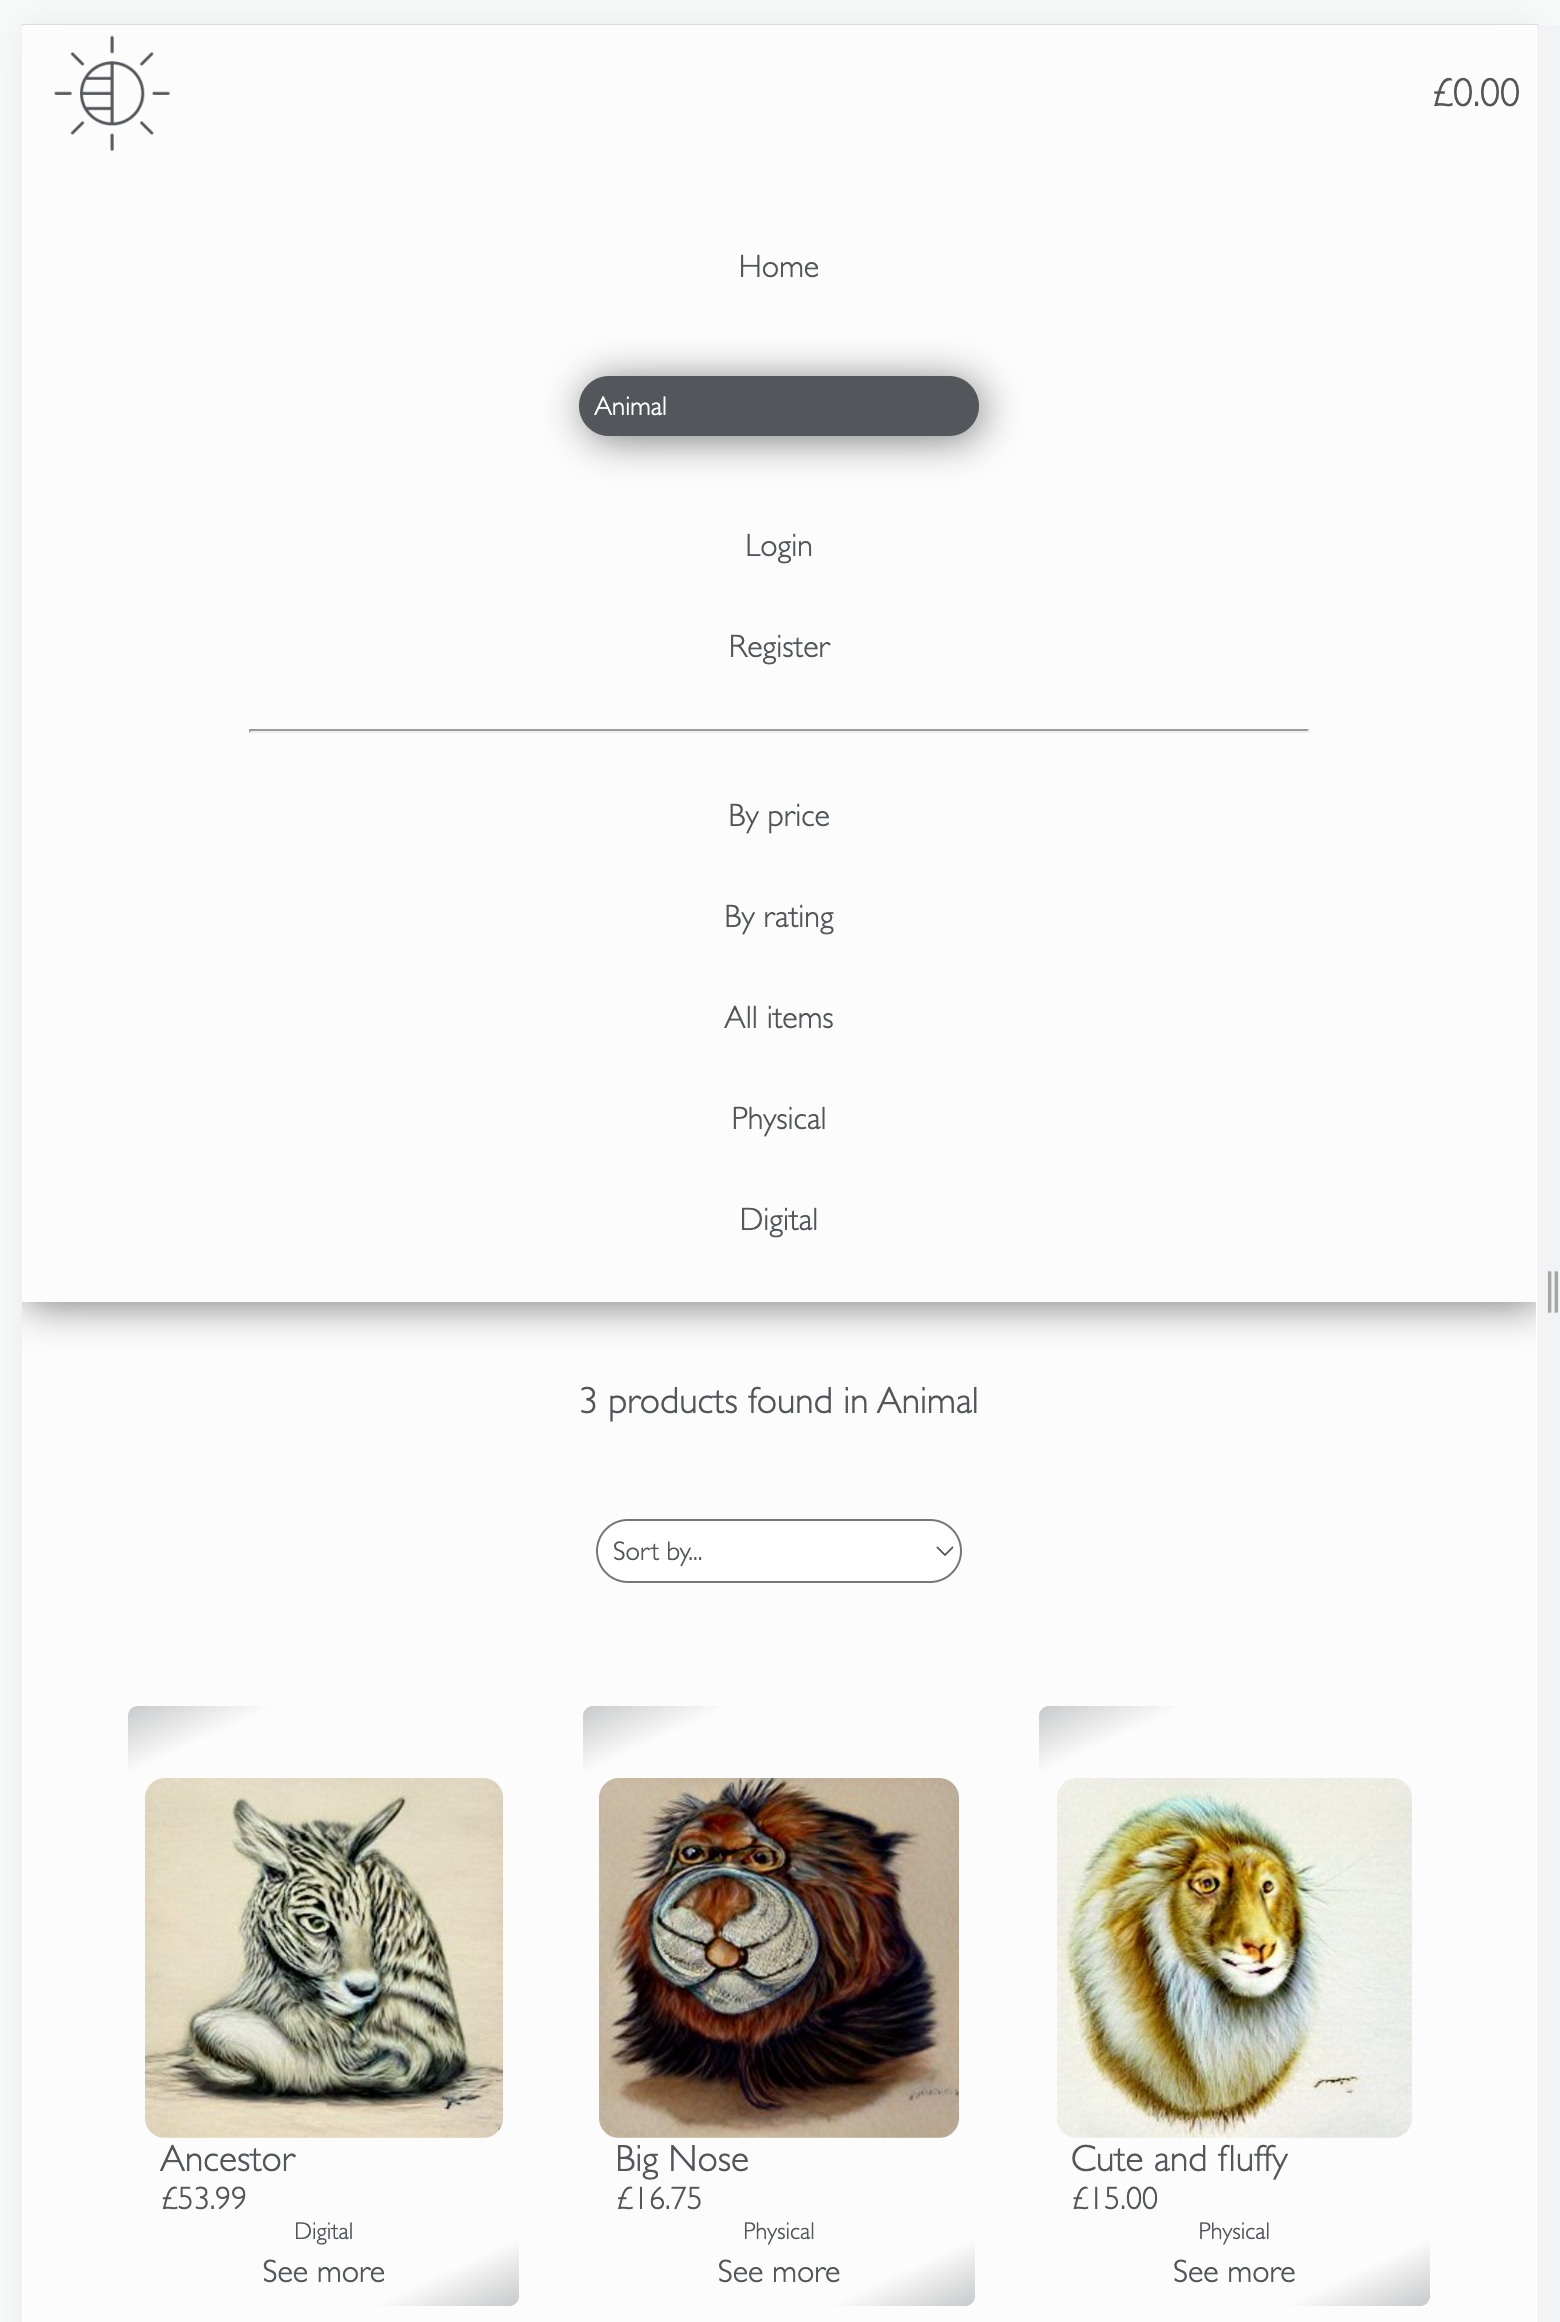 £0.00
Home
Animal
Login
Register
By price
By rating
All items
Physical
Digital
3 products found in Animal
Sort by...
Ancestor
£53.99
Digital
See more
Big Nose
£16.75
Physical
See more
Cute and fluffy
£15.00
Physical
See more